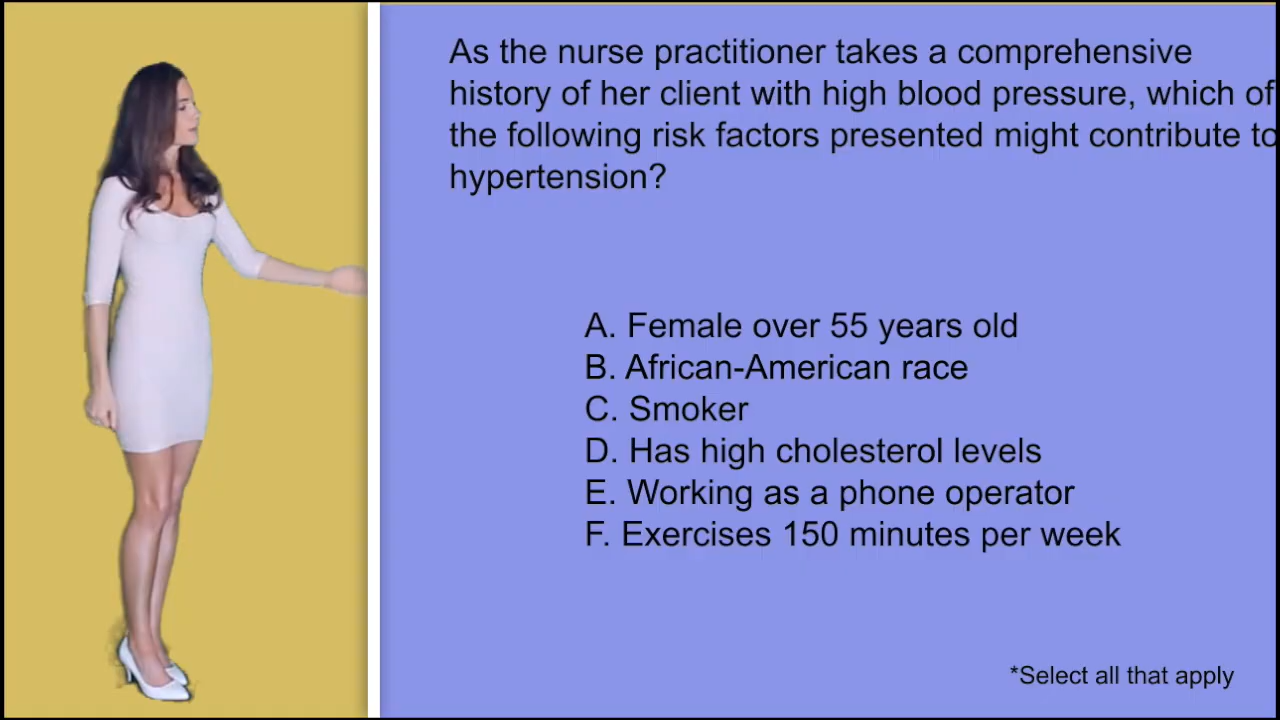 As the nurse practitioner takes a comprehensive
history of her client with high blood pressure, which of
the following risk factors presented might contribute to
hypertension?
A. Female over 55 years old
B. African-American race
C. Smoker
D. Has high cholesterol levels
E. Working as a phone operator
F. Exercises 150 minutes per week
*Select all that apply